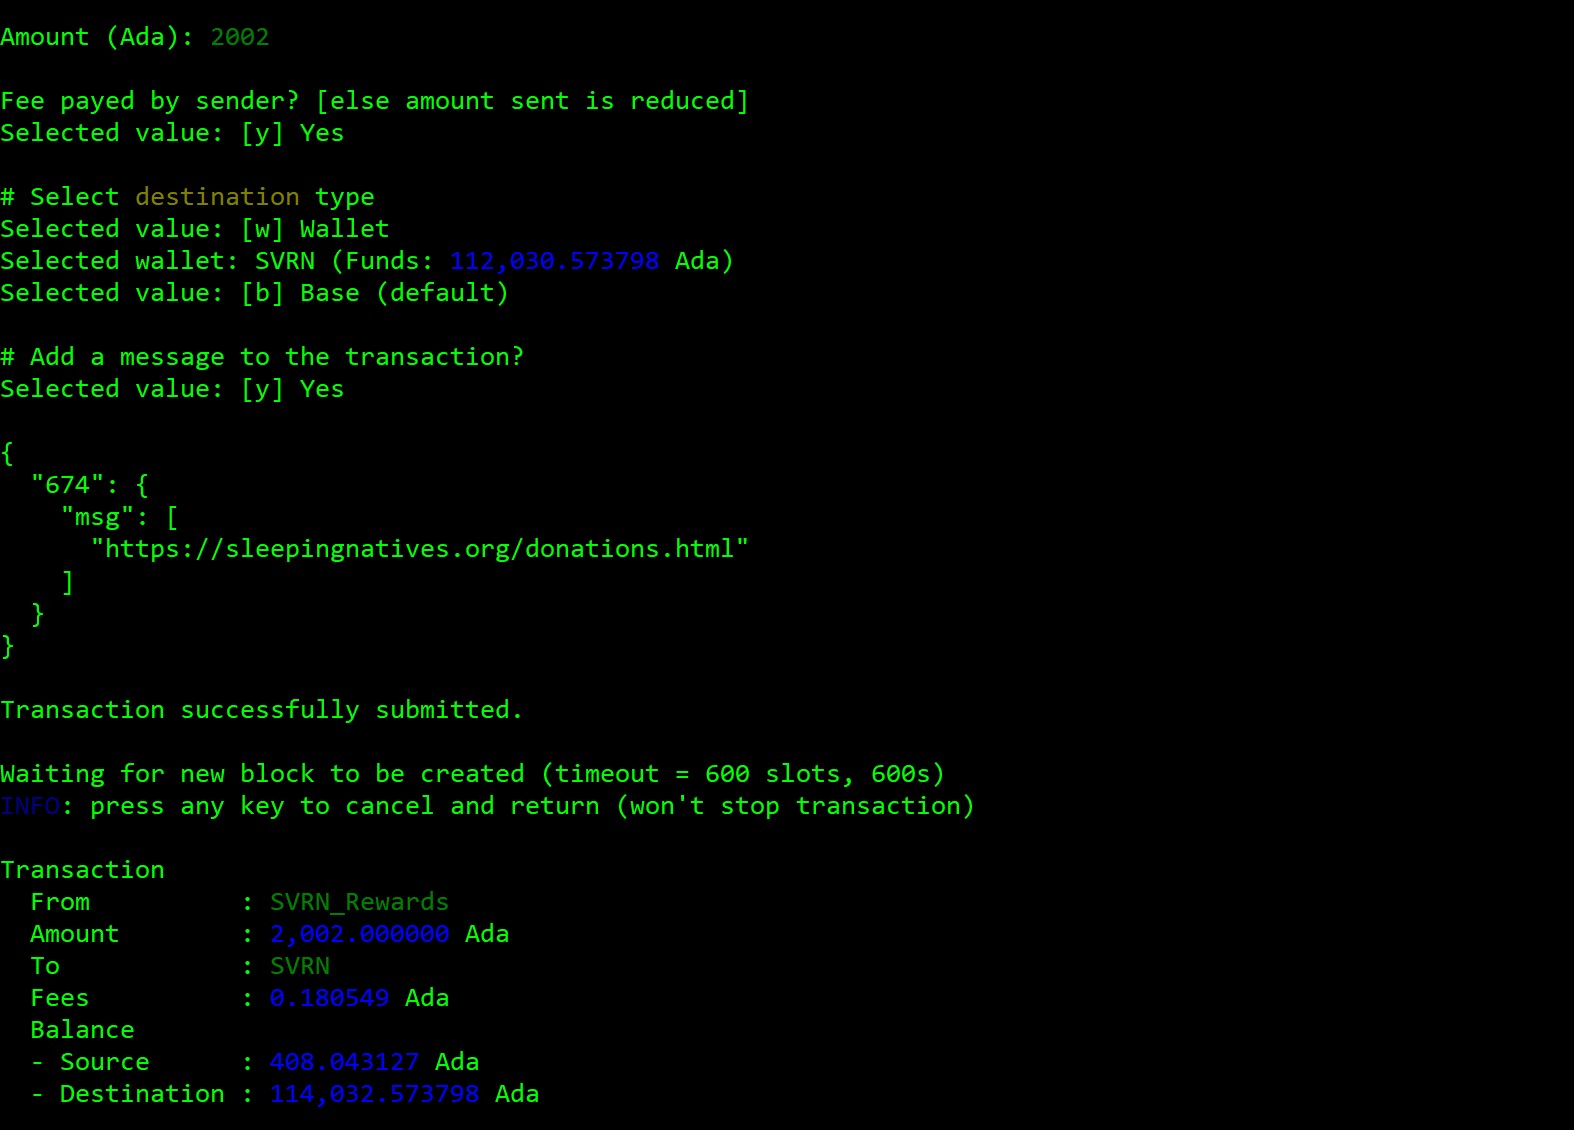 Amount (Ada): 2002
Fee payed by sender? [else amount sent is reduced]
Selected value: [y] Yes
# Select destination type
Selected value: [w] Wallet
Selected wallet: SVRN (Funds: 112,030.573798 Ada)
Selected value: [b] Base (default)
# Add a message to the transaction?
Selected value: [y] Yes
{
  "674": {
    "msg": [
      "https://sleepingnatives.org/donations.html"
    ]
  }
}
Transaction successfully submitted.
Waiting for new block to be created (timeout = 600 slots, 600s)
INFO: press any key to cancel and return (won't stop transaction)
Transaction
  From          : SVRN_Rewards
  Amount        : 2,002.000000 Ada
  To            : SVRN
  Fees          : 0.180549 Ada
  Balance
  - Source      : 408.043127 Ada
  - Destination : 114,032.573798 Ada